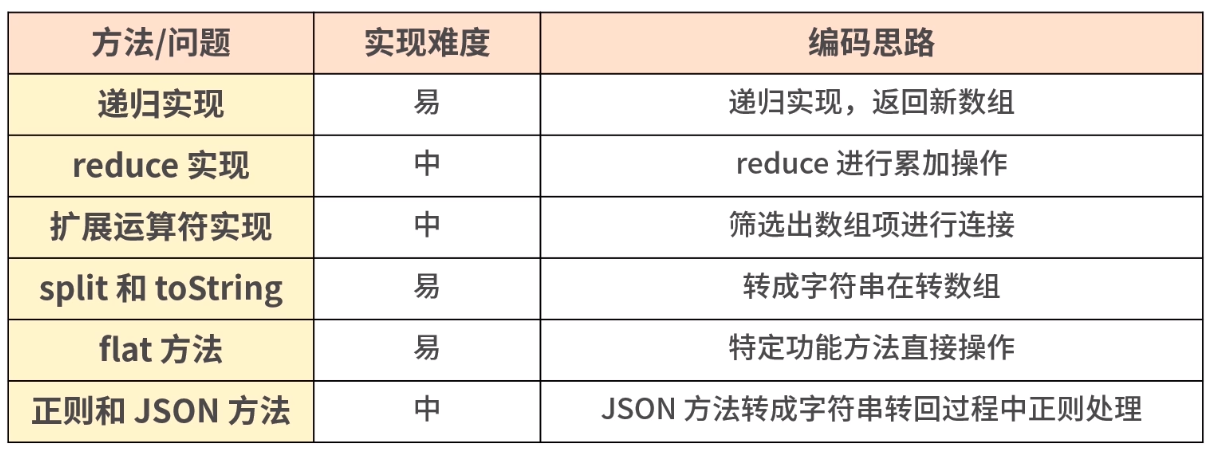 方法/问题 实现难度 编码思路
递归实现 易 递归实现，返回新数组
reduce 实现 中 reduce 进行累加操作
扩展运算符实现 中 筛选出数组项进行连接
split 和 toString 易 转成字符串在转数组
flat 方法 易 特定功能方法直接操作
正则和 JSON 方法 中 JSON 方法转成字符串转回过程中正则处理